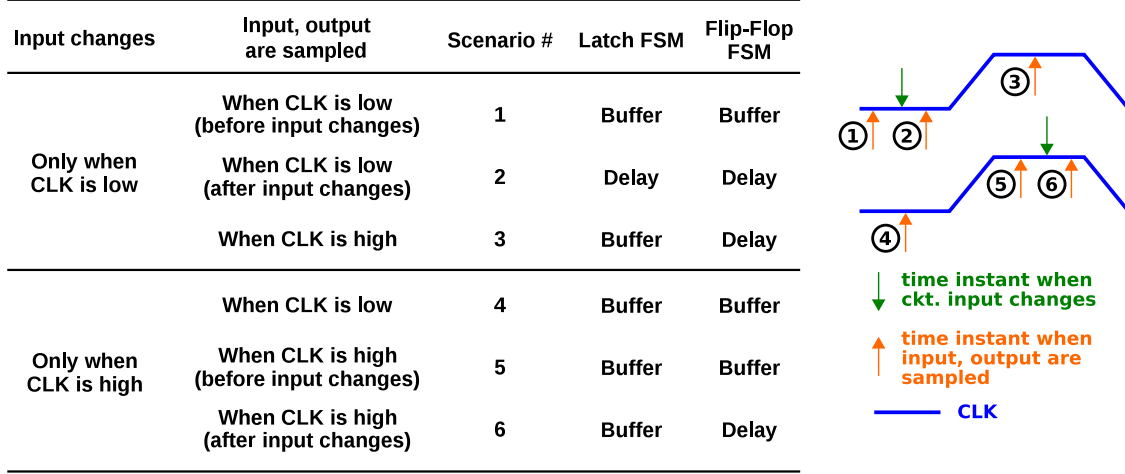 Input changes
Input, output
are sampled
Scenario #
Latch FSM
Flip-Flop
FSM
Only when
CLK is low
When CLK is low
(before input changes)
1
Buffer
Buffer
When CLK is low
(after input changes)
2
Delay
Delay
When CLK is high
3
Buffer
Delay
Only when
CLK is high
When CLK is low
4
Buffer
Buffer
When CLK is high
(before input changes)
5
Buffer
Buffer
When CLK is high
(after input changes)
6
Buffer
Delay
1
2
3
4
5
6
time instant when
ckt. input changes
time instant when
input, output are
sampled
CLK